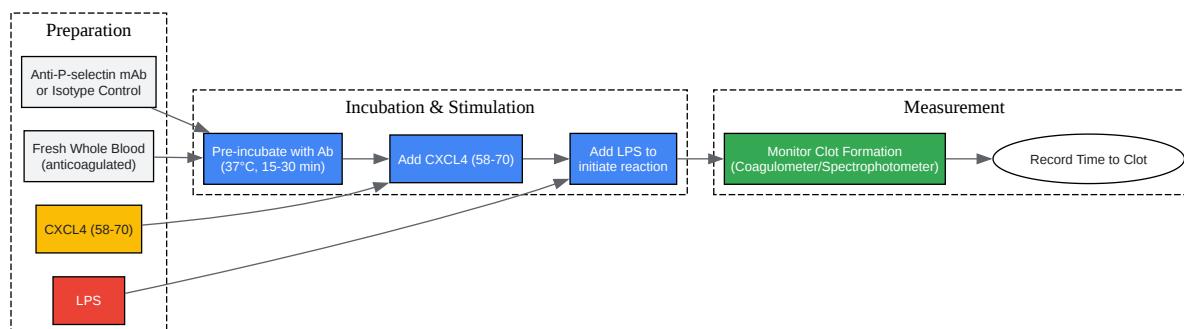 Preparation
Anti-P-selectin mAb
or Isotype Control
Fresh Whole Blood
(anticoagulated)
CXCL4 (58-70)
LPS
Incubation & Stimulation
Pre-incubate with Ab
(37°C, 15-30 min)
Add CXCL4 (58-70)
Add LPS to
initiate reaction
Measurement
Monitor Clot Formation
(Coagulometer/Spectrophotometer)
Record Time to Clot